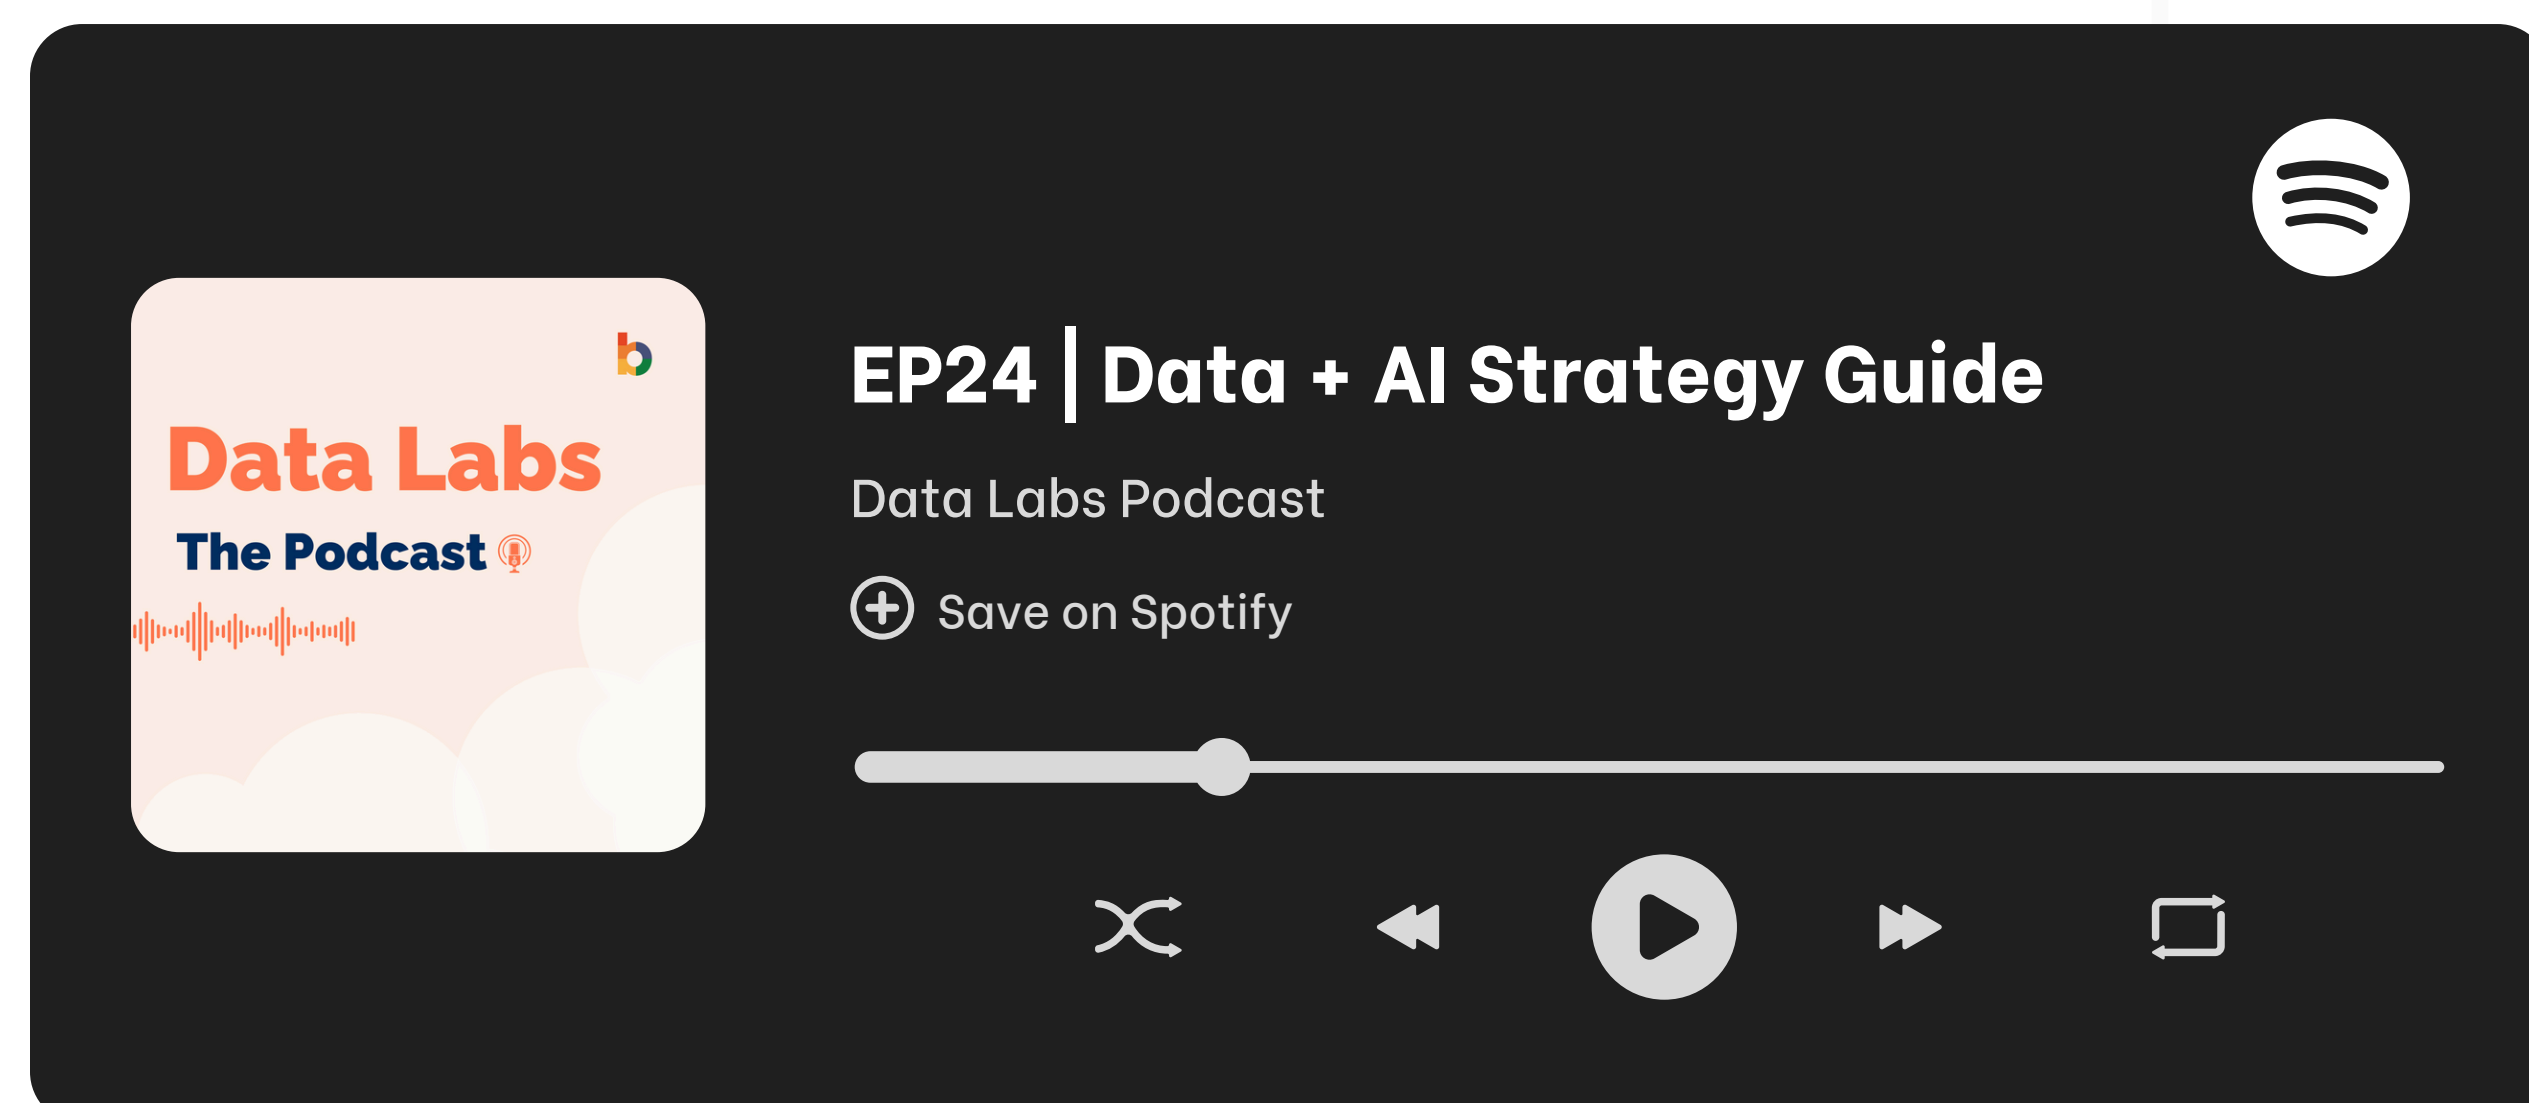 b
Data Labs
The Podcast
EP24 | Data + AI Strategy Guide
Data Labs Podcast
Save on Spotify